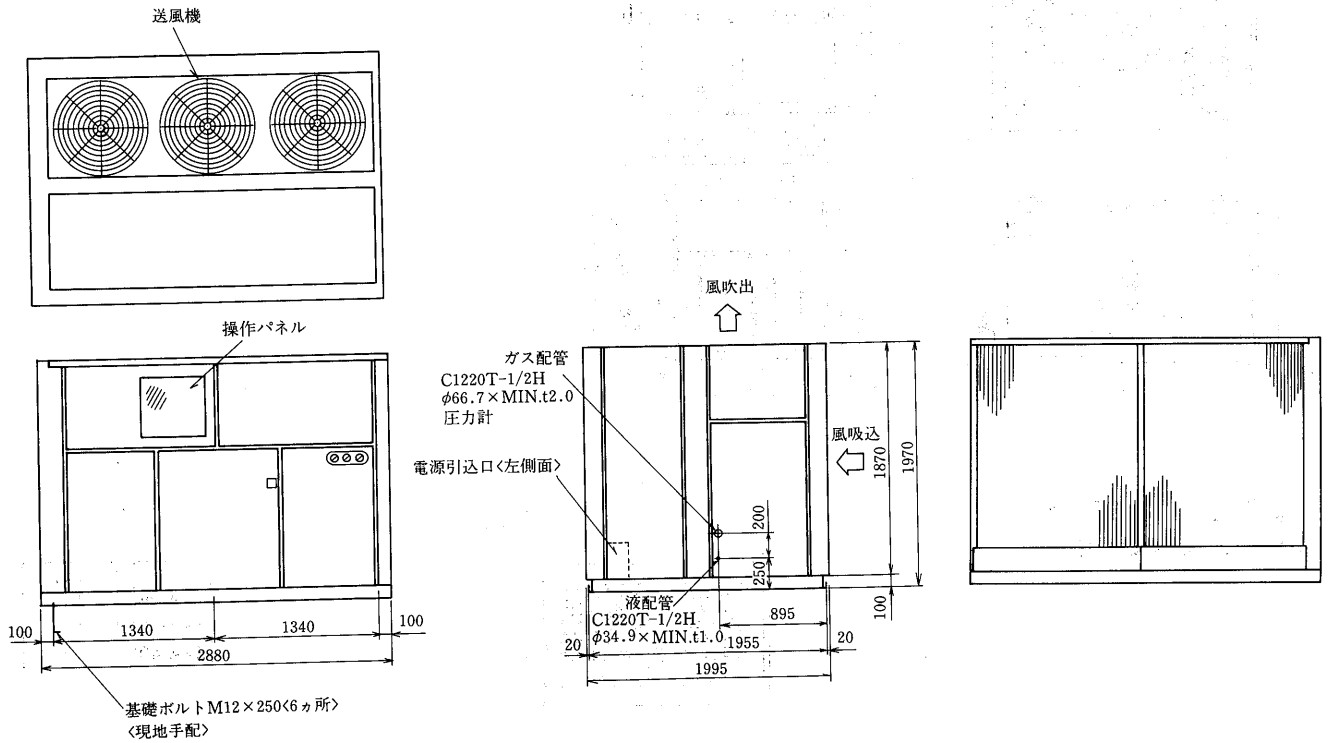 送風機
操作パネル
100
1340
1340
100
2880
基礎ボルトM12×250〈6ヵ所〉
〈現地手配〉
風吹出
ガス配管
C1220T-1/2H
φ66.7×MIN.t2.0
圧力計
電源引込口〈左側面〉
風吸込
1870
1970
200
250
100
液配管
C1220T-1/2H
φ34.9×MIN.t1.0
895
20
1955
20
1995